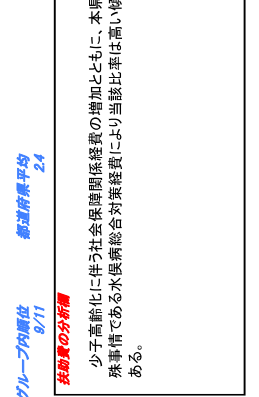 グループ内順位 都道府県平均
9/11 2.4
扶助費の分析欄
少子高齢化に伴う社会保障関係経費の増加とともに、本県
殊事情である水俣病総合対策経費により当該比率は高い傾
ある。